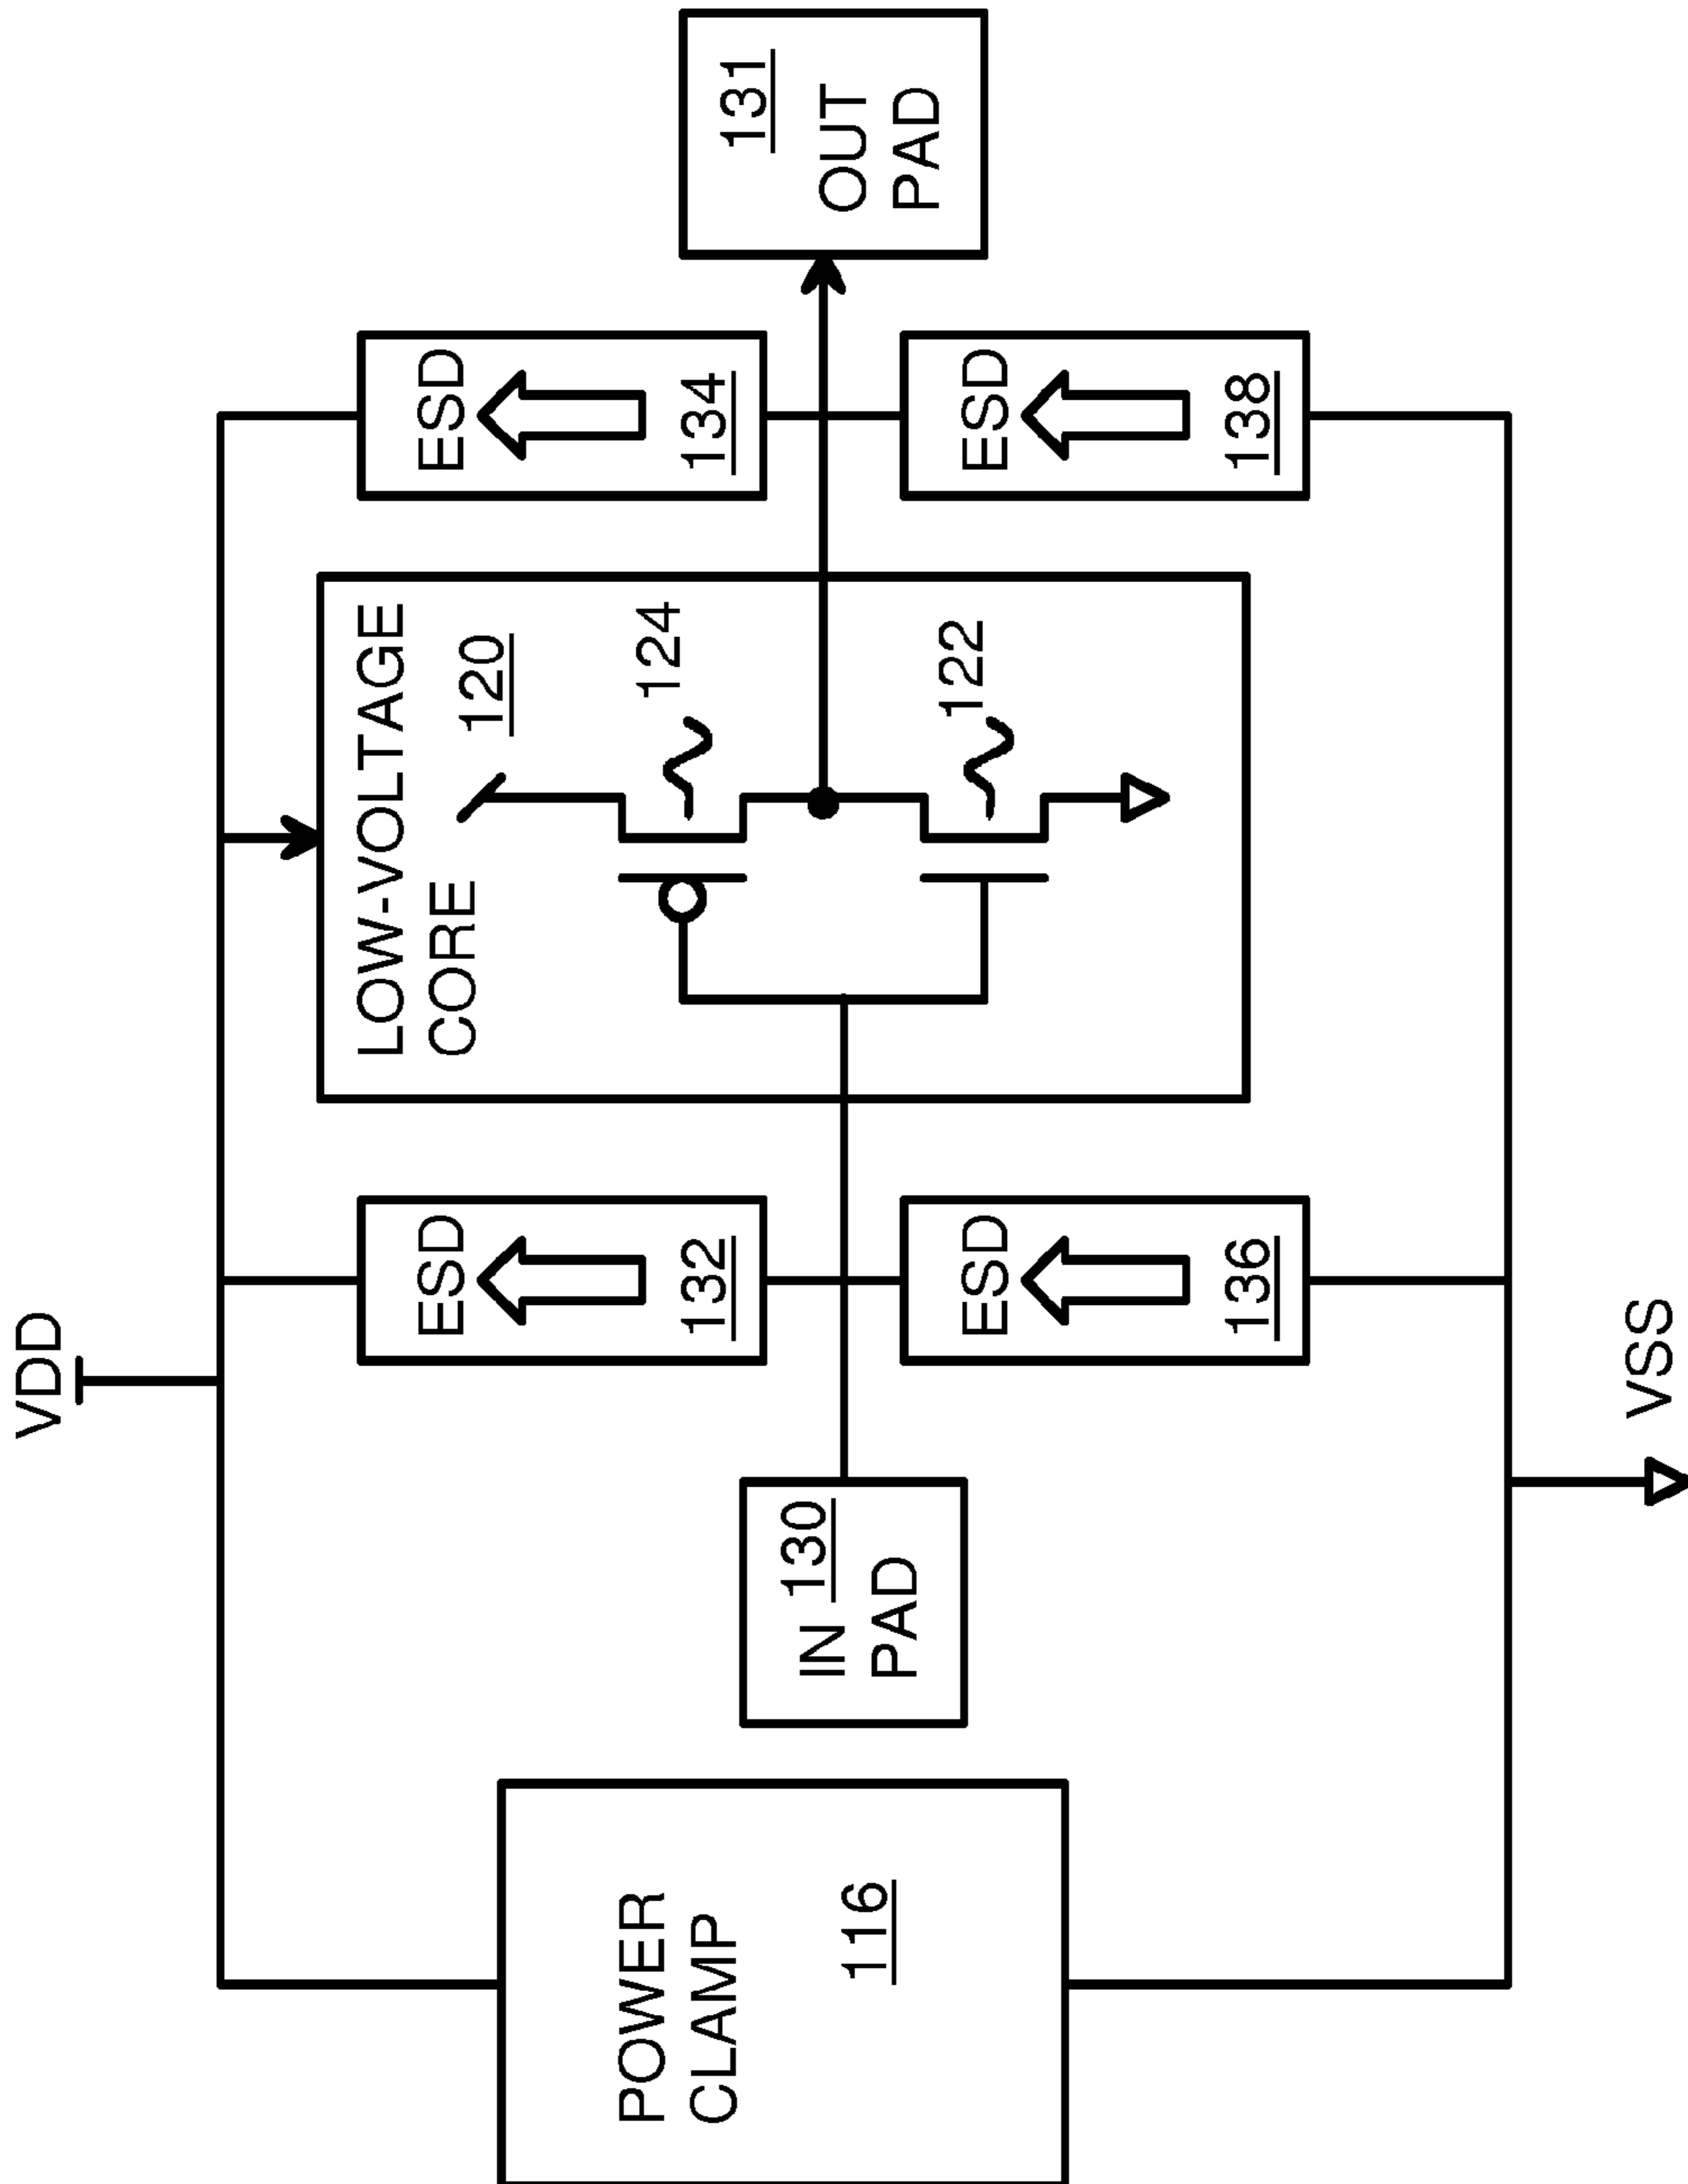 VDD
POWER
CLAMP
116
IN 130
PAD
ESD
132
ESD
136
LOW-VOLTAGE
CORE
120
124
122
ESD
134
ESD
138
131
OUT
PAD
VSS